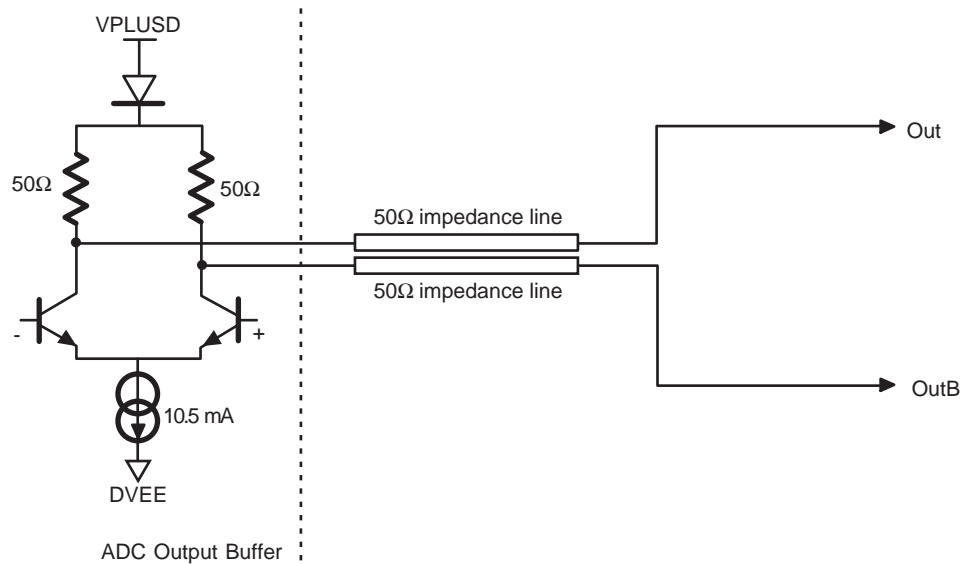 VPLUSD
Out
50Ω
50Ω
50Ω impedance line
50Ω impedance line
-
+
OutB
10.5 mA
DVEE
ADC Output Buffer